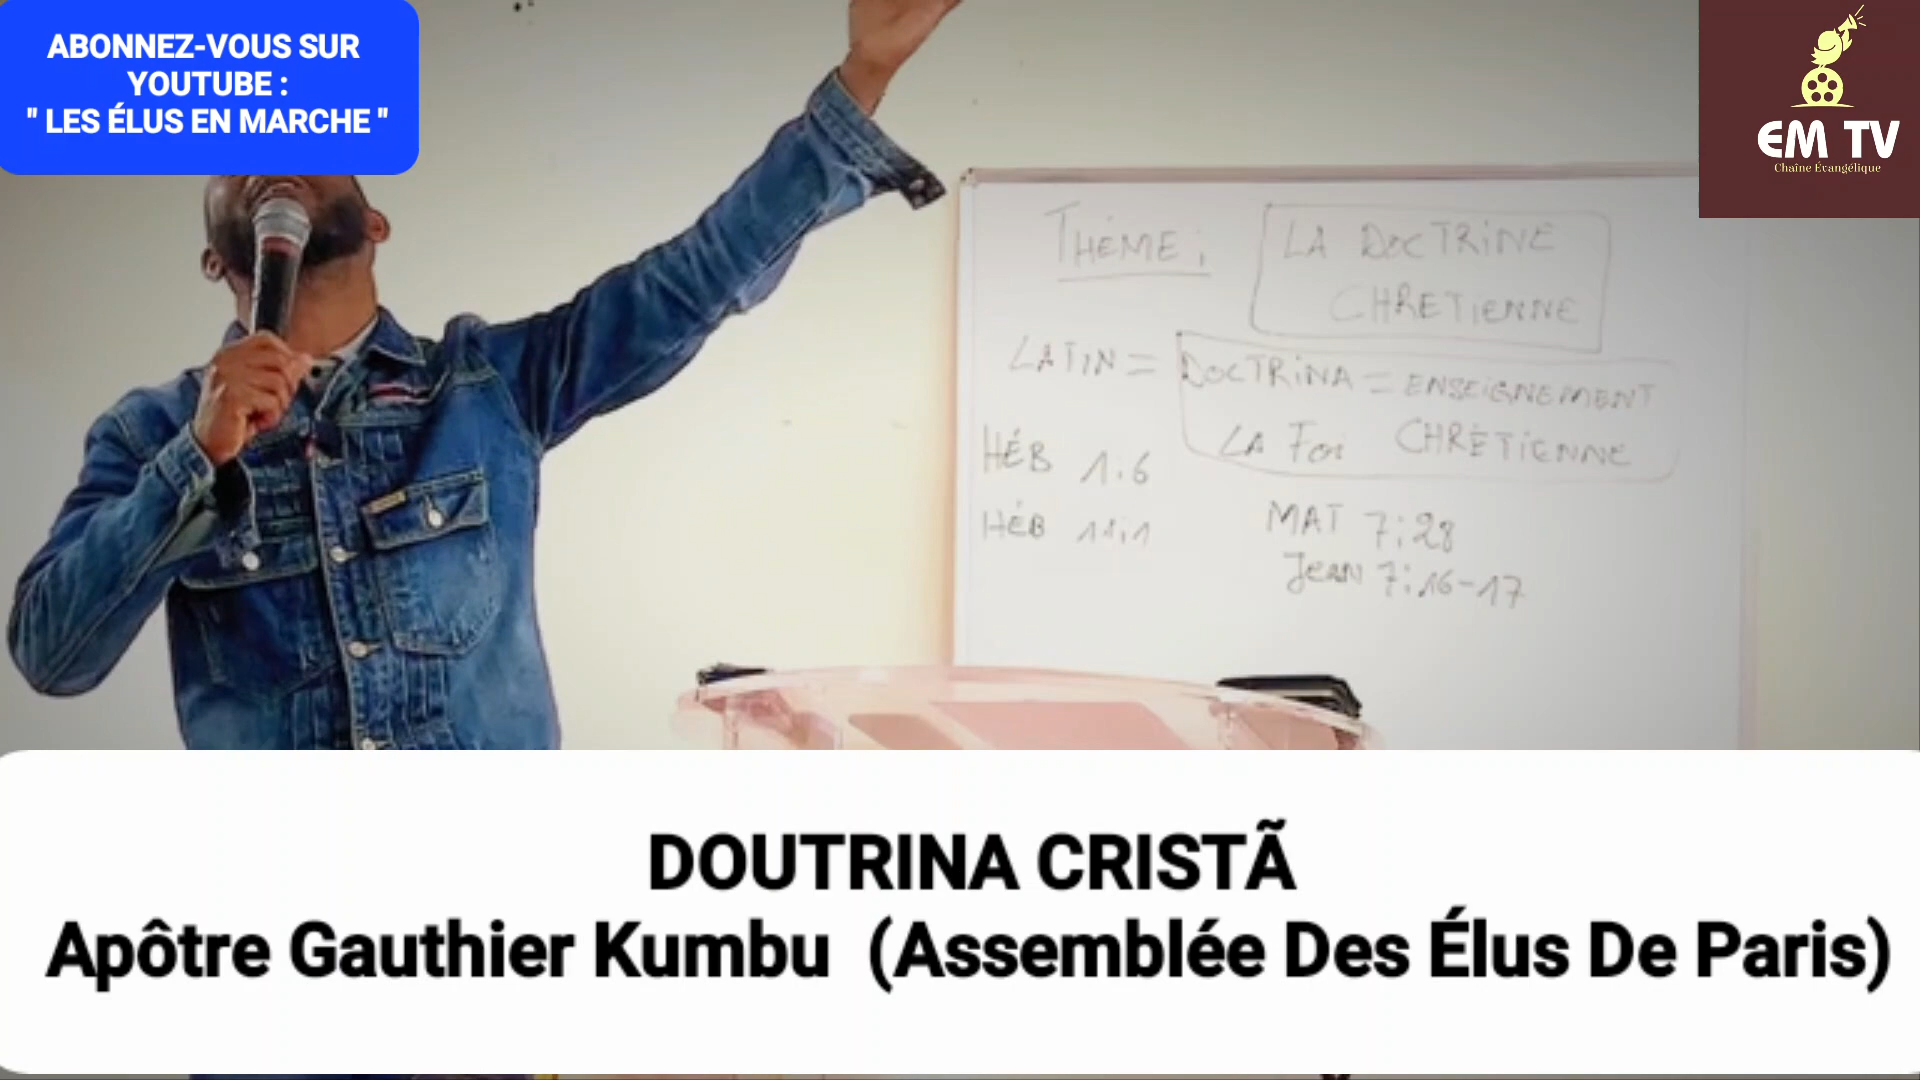 ABONNEZ-VOUS SUR
YOUTUBE :
" LES ÉLUS EN MARCHE "
EM TV
Chaîne Évangélique
THÉME : LA DOCTRINE
CHRETIENNE
LATIN = DOCTRINA = ENSEIGNEMENT
LA FOI CHRÉTIENNE
HÉB 1.6
HÉB 11:1
MAT 7:28
Jean 7:16-17
DOUTRINA CRISTÃ
Apôtre Gauthier Kumbu (Assemblée Des Élus De Paris)